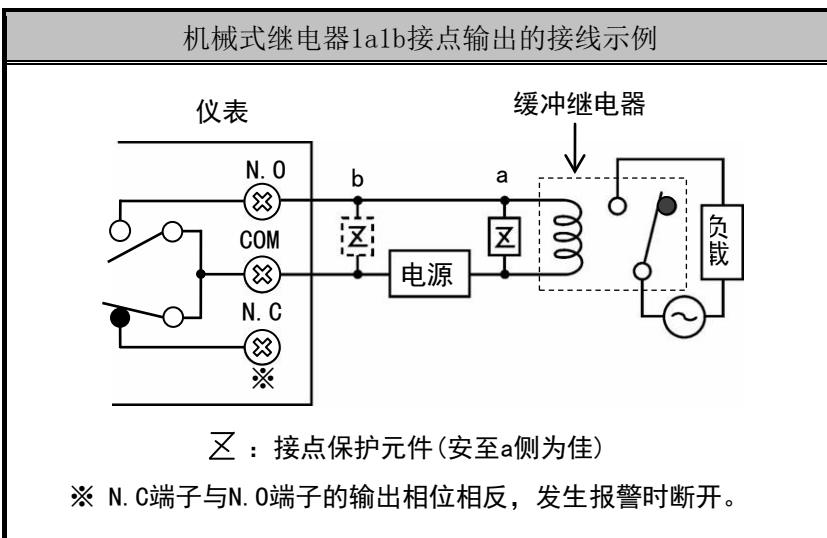 机械式继电器1a1b接点输出的接线示例
仪表
缓冲继电器
N.O
b
a
COM
电源
负载
N.C
※
：接点保护元件(安至a侧为佳)
※ N.C端子与N.O端子的输出相位相反，发生报警时断开。